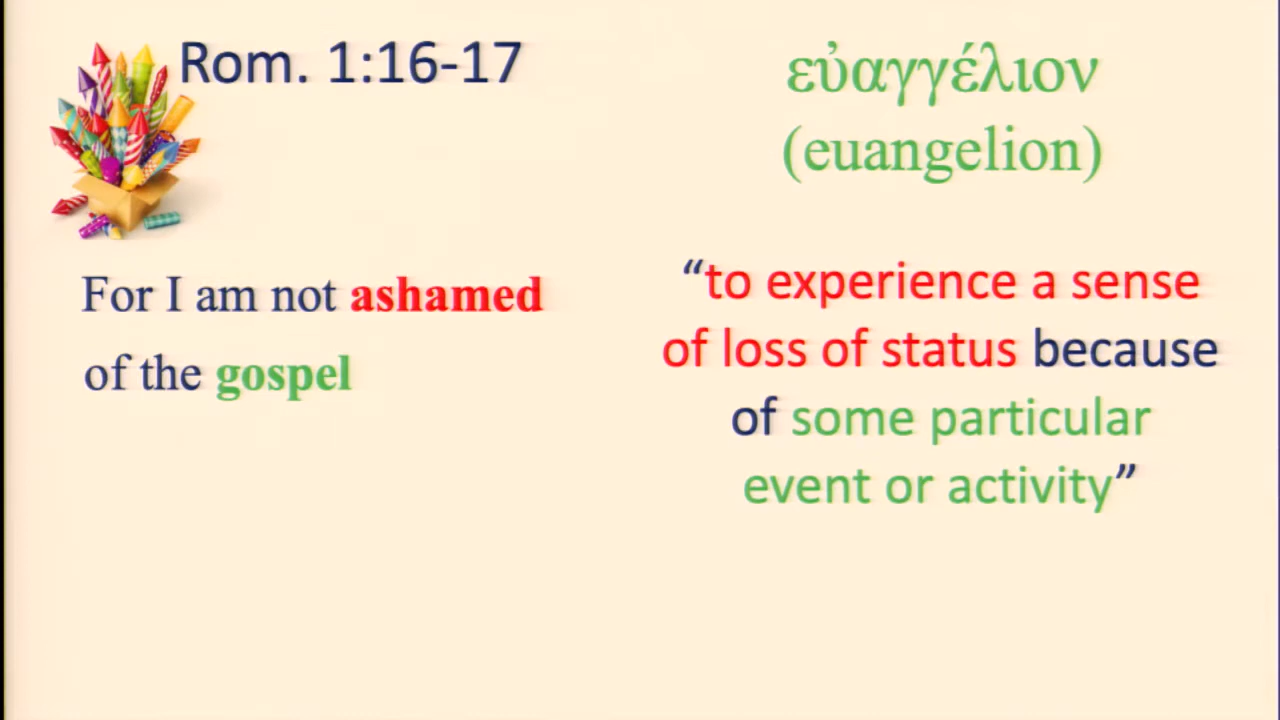 Rom. 1:16-17
For I am not ashamed
of the gospel
εὐαγγέλιον
(euangelion)
“to experience a sense
of loss of status because
of some particular
event or activity”